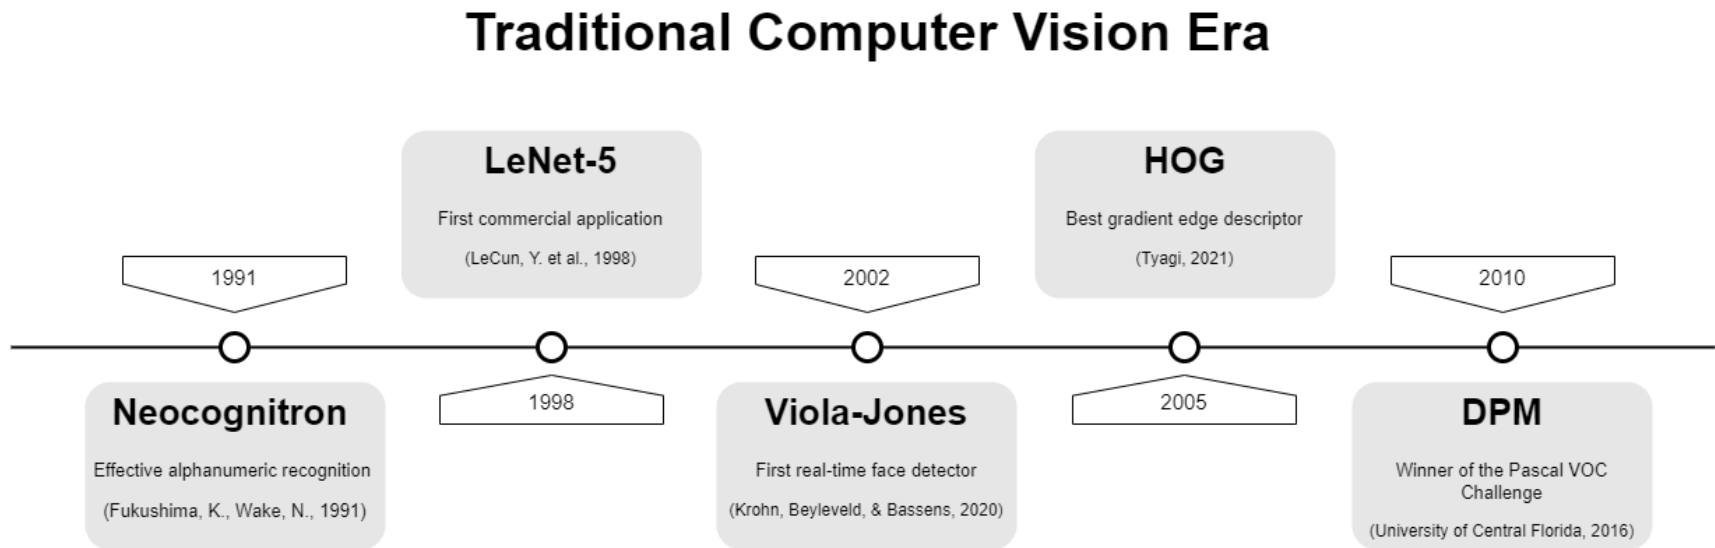 Traditional Computer Vision Era
1991
Neocognitron
Effective alphanumeric recognition
(Fukushima, K., Wake, N., 1991)
LeNet-5
First commercial application
(LeCun, Y. et al., 1998)
1998
2002
Viola-Jones
First real-time face detector
(Krohn, Beyleveld, & Bassens, 2020)
HOG
Best gradient edge descriptor
(Tyagi, 2021)
2005
2010
DPM
Winner of the Pascal VOC
Challenge
(University of Central Florida, 2016)